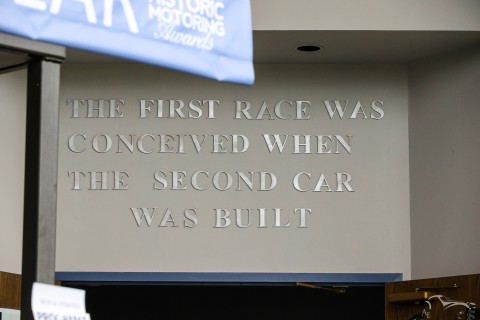 HISTORIC
MOTORING
Awards
'THE FIRST RACE WAS
CONCEIVED WHEN
THE SECOND CAR
WAS BUILT'